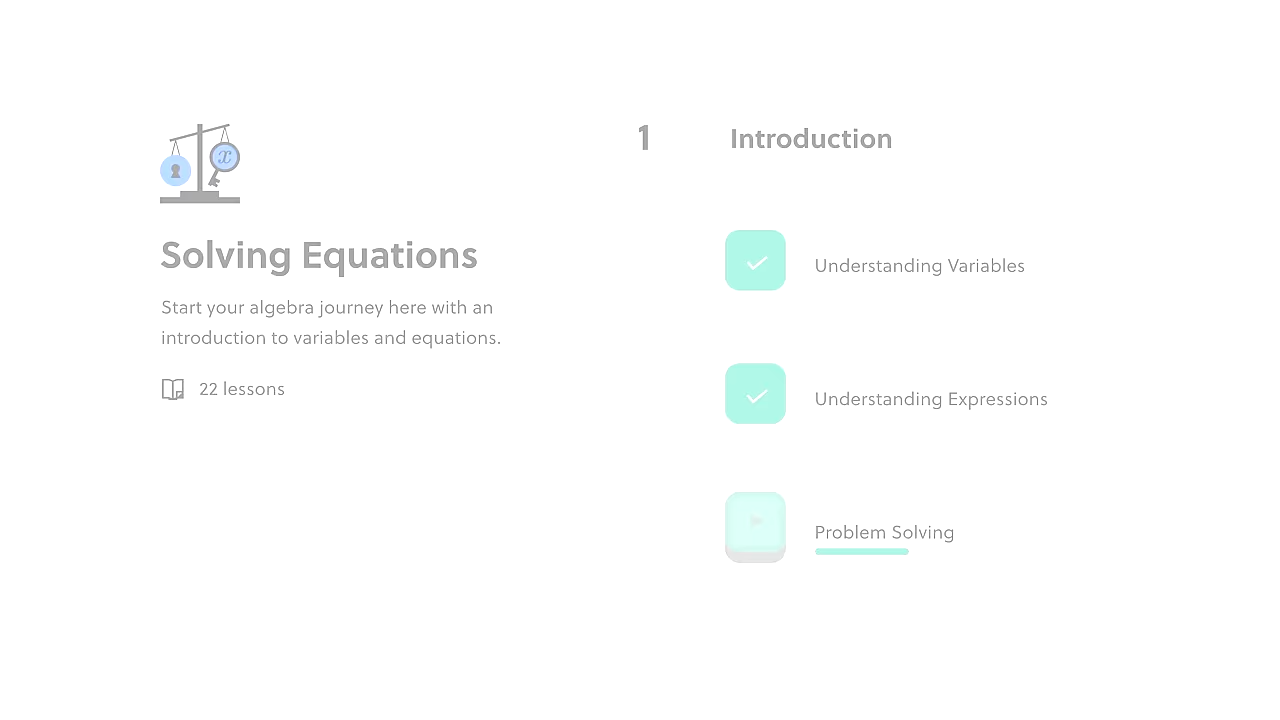 x
Solving Equations
Start your algebra journey here with an
introduction to variables and equations.
22 lessons
1 Introduction
Understanding Variables
Understanding Expressions
Problem Solving